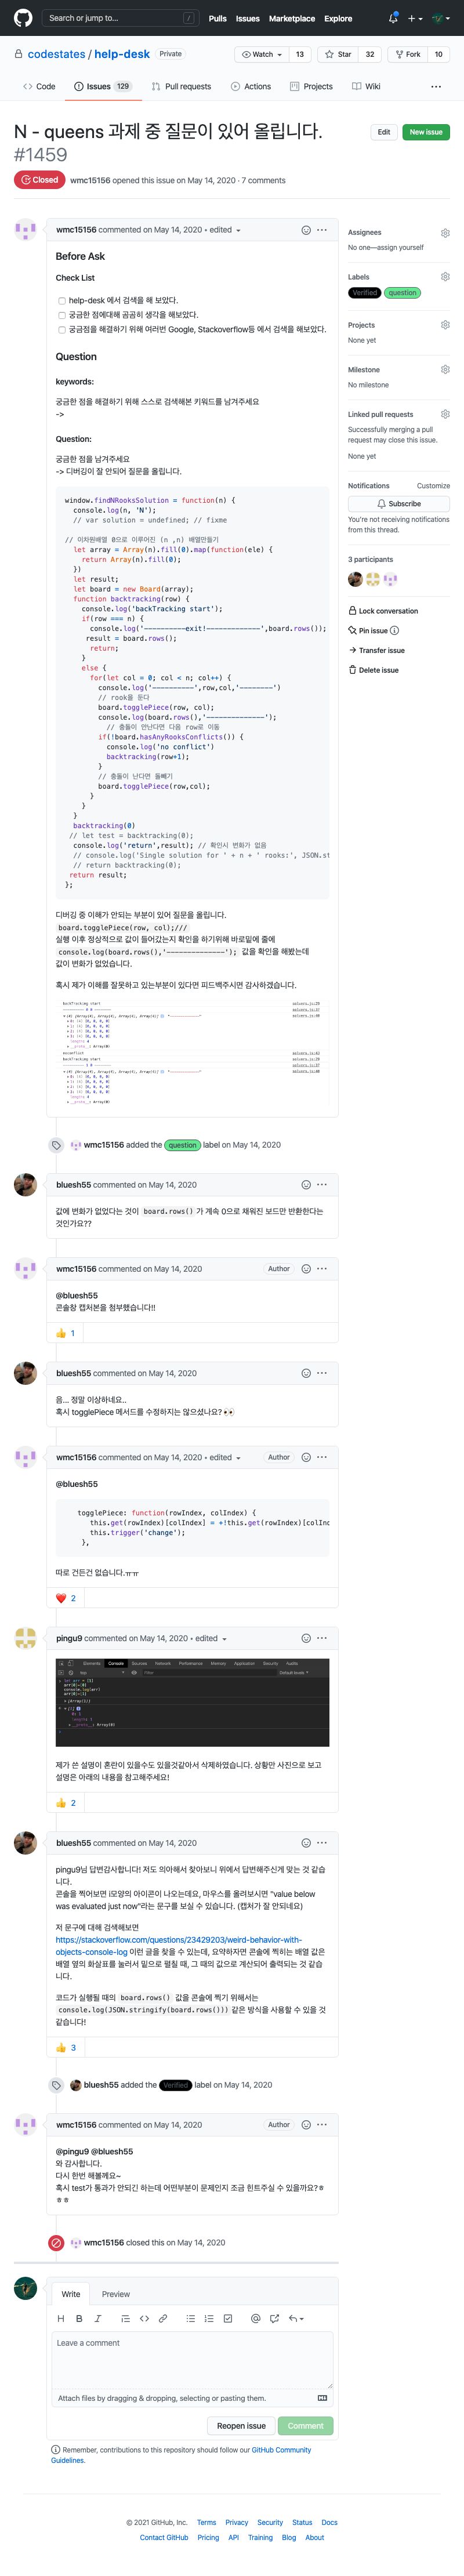 Search or jump to...
/
Pulls Issues Marketplace Explore
codestates / help-desk Private
Watch 13 Star 32 Fork 10
Code Issues 129 Pull requests Actions Projects Wiki
N - queens 과제 중 질문이 있어 올립니다.
#1459
Edit New issue
Closed wmc15156 opened this issue on May 14, 2020 · 7 comments
wmc15156 commented on May 14, 2020 • edited
Before Ask
Check List
help-desk 에서 검색을 해 보았다.
궁금한 점에대해 곰곰히 생각을 해보았다.
궁금점을 해결하기 위해 여러번 Google, Stackoverflow등 에서 검색을 해보았다.
Question
keywords:
궁금한 점을 해결하기 위해 스스로 검색해본 키워드를 남겨주세요
->
Question:
궁금한 점을 남겨주세요
-> 디버깅이 잘 안되어 질문을 올립니다.
window.findNRooksSolution = function(n) {
console.log(n, 'N');
// var solution = undefined; // fixme
// 이차원배열 0으로 이루어진 (n ,n) 배열만들기
let array = Array(n).fill(0).map(function(ele) {
return Array(n).fill(0);
})
let result;
let board = new Board(array);
function backtracking(row) {
console.log('backTracking start');
if(row === n) {
console.log('----------exit!-------------',board.rows());
result = board.rows();
return;
}
else {
for(let col = 0; col < n; col++) {
console.log('----------',row,col,'--------')
// rook을 둔다
board.togglePiece(row, col);
console.log(board.rows(),'--------------');
// 충돌이 안난다면 다음 row로 이동
if(!board.hasAnyRooksConflicts()) {
console.log('no conflict')
backtracking(row+1);
}
// 충돌이 난다면 돌빼기
board.togglePiece(row,col);
}
}
}
backtracking(0)
// let test = backtracking(0);
console.log('return',result); // 확인시 변화가 없음
// console.log('Single solution for ' + n + ' rooks:', JSON.st
// return backtracking(0);
return result;
};
디버깅 중 이해가 안되는 부분이 있어 질문을 올립니다.
board.togglePiece(row, col);///
실행 이후 정상적으로 값이 들어갔는지 확인을 하기위해 바로밑에 줄에
console.log(board.rows(),'--------------'); 값을 확인을 해봤는데
값이 변화가 없었습니다.
혹시 제가 이해를 잘못하고 있는부분이 있다면 피드백주시면 감사하겠습니다.
wmc15156 added the question label on May 14, 2020
bluesh55 commented on May 14, 2020
값에 변화가 없었다는 것이 board.rows() 가 계속 0으로 채워진 보드만 반환한다는
것인가요??
wmc15156 commented on May 14, 2020 Author
@bluesh55
콘솔창 캡처본을 첨부했습니다!!
👍 1
bluesh55 commented on May 14, 2020
음... 정말 이상하네요..
혹시 togglePiece 메서드를 수정하지는 않으셨나요? 👀
wmc15156 commented on May 14, 2020 • edited Author
@bluesh55
togglePiece: function(rowIndex, colIndex) {
this.get(rowIndex)[colIndex] = +!this.get(rowIndex)[colInd
this.trigger('change');
},
따로 건든건 없습니다.ㅠㅠ
❤️ 2
pingu9 commented on May 14, 2020 • edited
제가 쓴 설명이 혼란이 있을수도 있을것같아서 삭제하였습니다. 상황만 사진으로 보고
설명은 아래의 내용을 참고해주세요!
👍 2
bluesh55 commented on May 14, 2020
pingu9님 답변감사합니다! 저도 의아해서 찾아보니 위에서 답변해주신게 맞는 것 같습니
다.
콘솔을 찍어보면 i모양의 아이콘이 나오는데요, 마우스를 올려보시면 "value below
was evaluated just now"라는 문구를 보실 수 있습니다. (캡처가 잘 안되네요)
저 문구에 대해 검색해보면
https://stackoverflow.com/questions/23429203/weird-behavior-with-
objects-console-log 이런 글을 찾을 수 있는데, 요약하자면 콘솔에 찍히는 배열 값은
배열 옆의 화살표를 눌러서 밑으로 펼칠 때, 그 때의 값으로 계산되어 출력되는 것 같습니
다.
코드가 실행될 때의 board.rows() 값을 콘솔에 찍기 위해서는
console.log(JSON.stringify(board.rows())) 같은 방식을 사용할 수 있을 것
같습니다!
👍 3
bluesh55 added the Verified label on May 14, 2020
wmc15156 commented on May 14, 2020 Author
@pingu9 @bluesh55
와 감사합니다.
다시 한번 해볼께요~
혹시 test가 통과가 안되긴 하는데 어떤부분이 문제인지 조금 힌트주실 수 있을까요?ㅎ
ㅎㅎ
wmc15156 closed this on May 14, 2020
Write Preview
Leave a comment
Attach files by dragging & dropping, selecting or pasting them.
Reopen issue Comment
Remember, contributions to this repository should follow our GitHub Community
Guidelines.
Assignees
No one—assign yourself
Labels
Verified question
Projects
None yet
Milestone
No milestone
Linked pull requests
Successfully merging a pull
request may close this issue.
None yet
Notifications Customize
Subscribe
You're not receiving notifications
from this thread.
3 participants
Lock conversation
Pin issue
Transfer issue
Delete issue
© 2021 GitHub, Inc. Terms Privacy Security Status Docs
Contact GitHub Pricing API Training Blog About